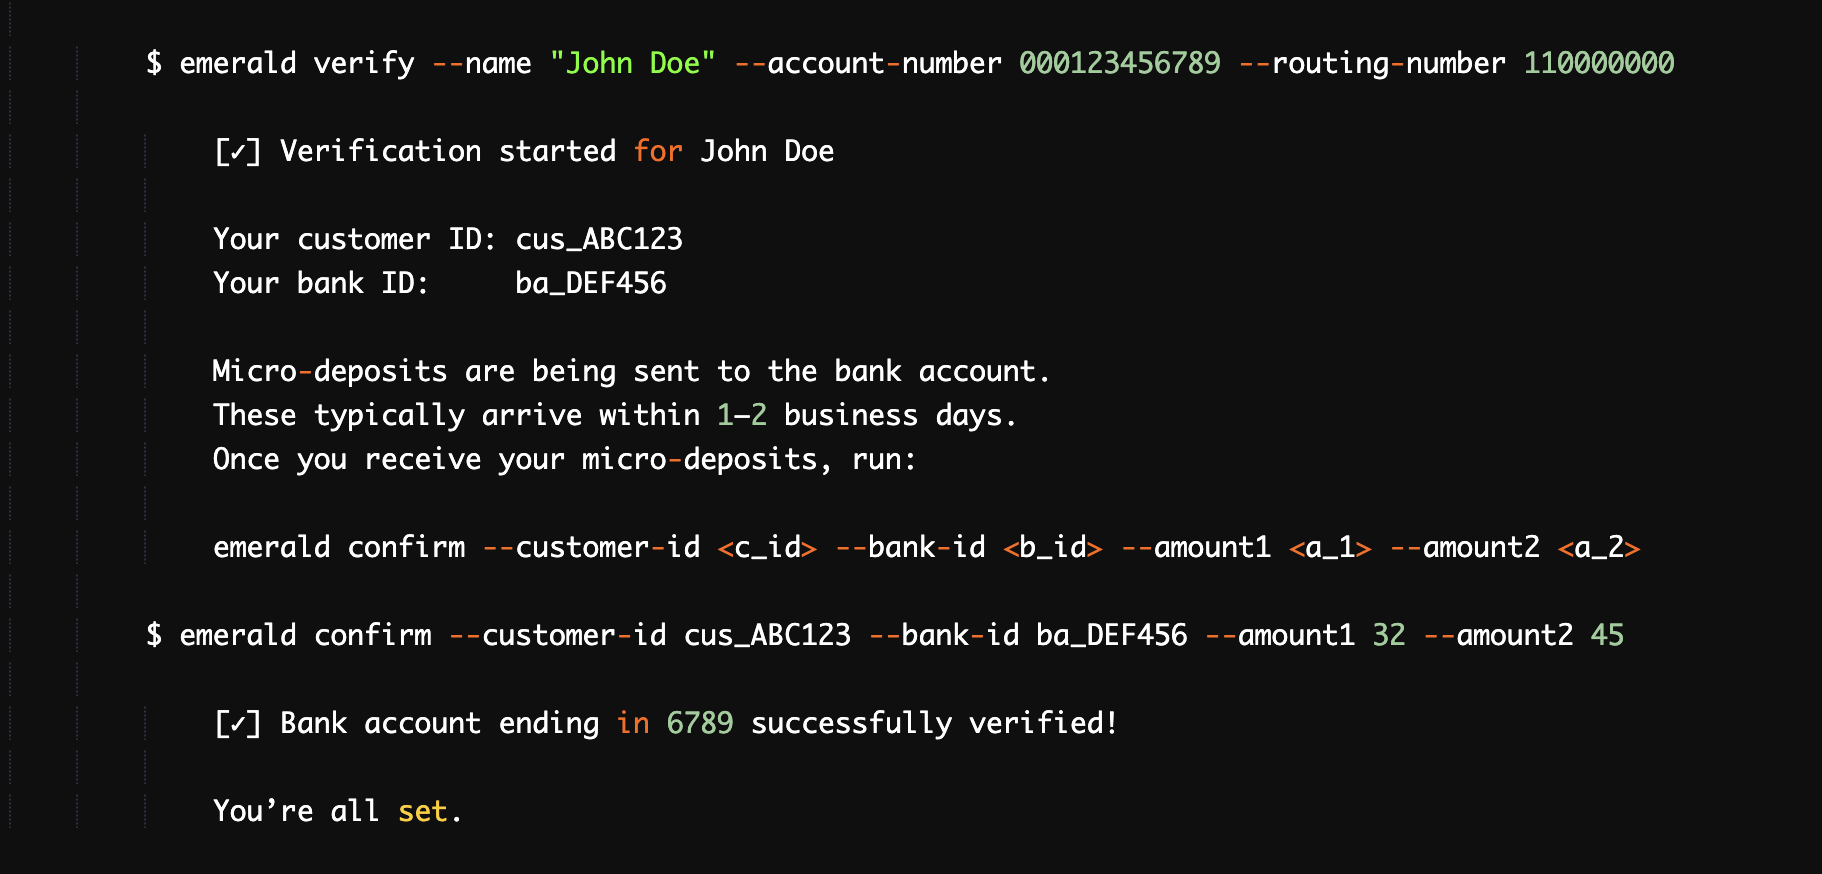 $ emerald verify --name "John Doe" --account-number 000123456789 --routing-number 110000000
[✓] Verification started for John Doe
Your customer ID: cus_ABC123
Your bank ID:     ba_DEF456
Micro-deposits are being sent to the bank account.
These typically arrive within 1–2 business days.
Once you receive your micro-deposits, run:
emerald confirm --customer-id <c_id> --bank-id <b_id> --amount1 <a_1> --amount2 <a_2>
$ emerald confirm --customer-id cus_ABC123 --bank-id ba_DEF456 --amount1 32 --amount2 45
[✓] Bank account ending in 6789 successfully verified!
You’re all set.